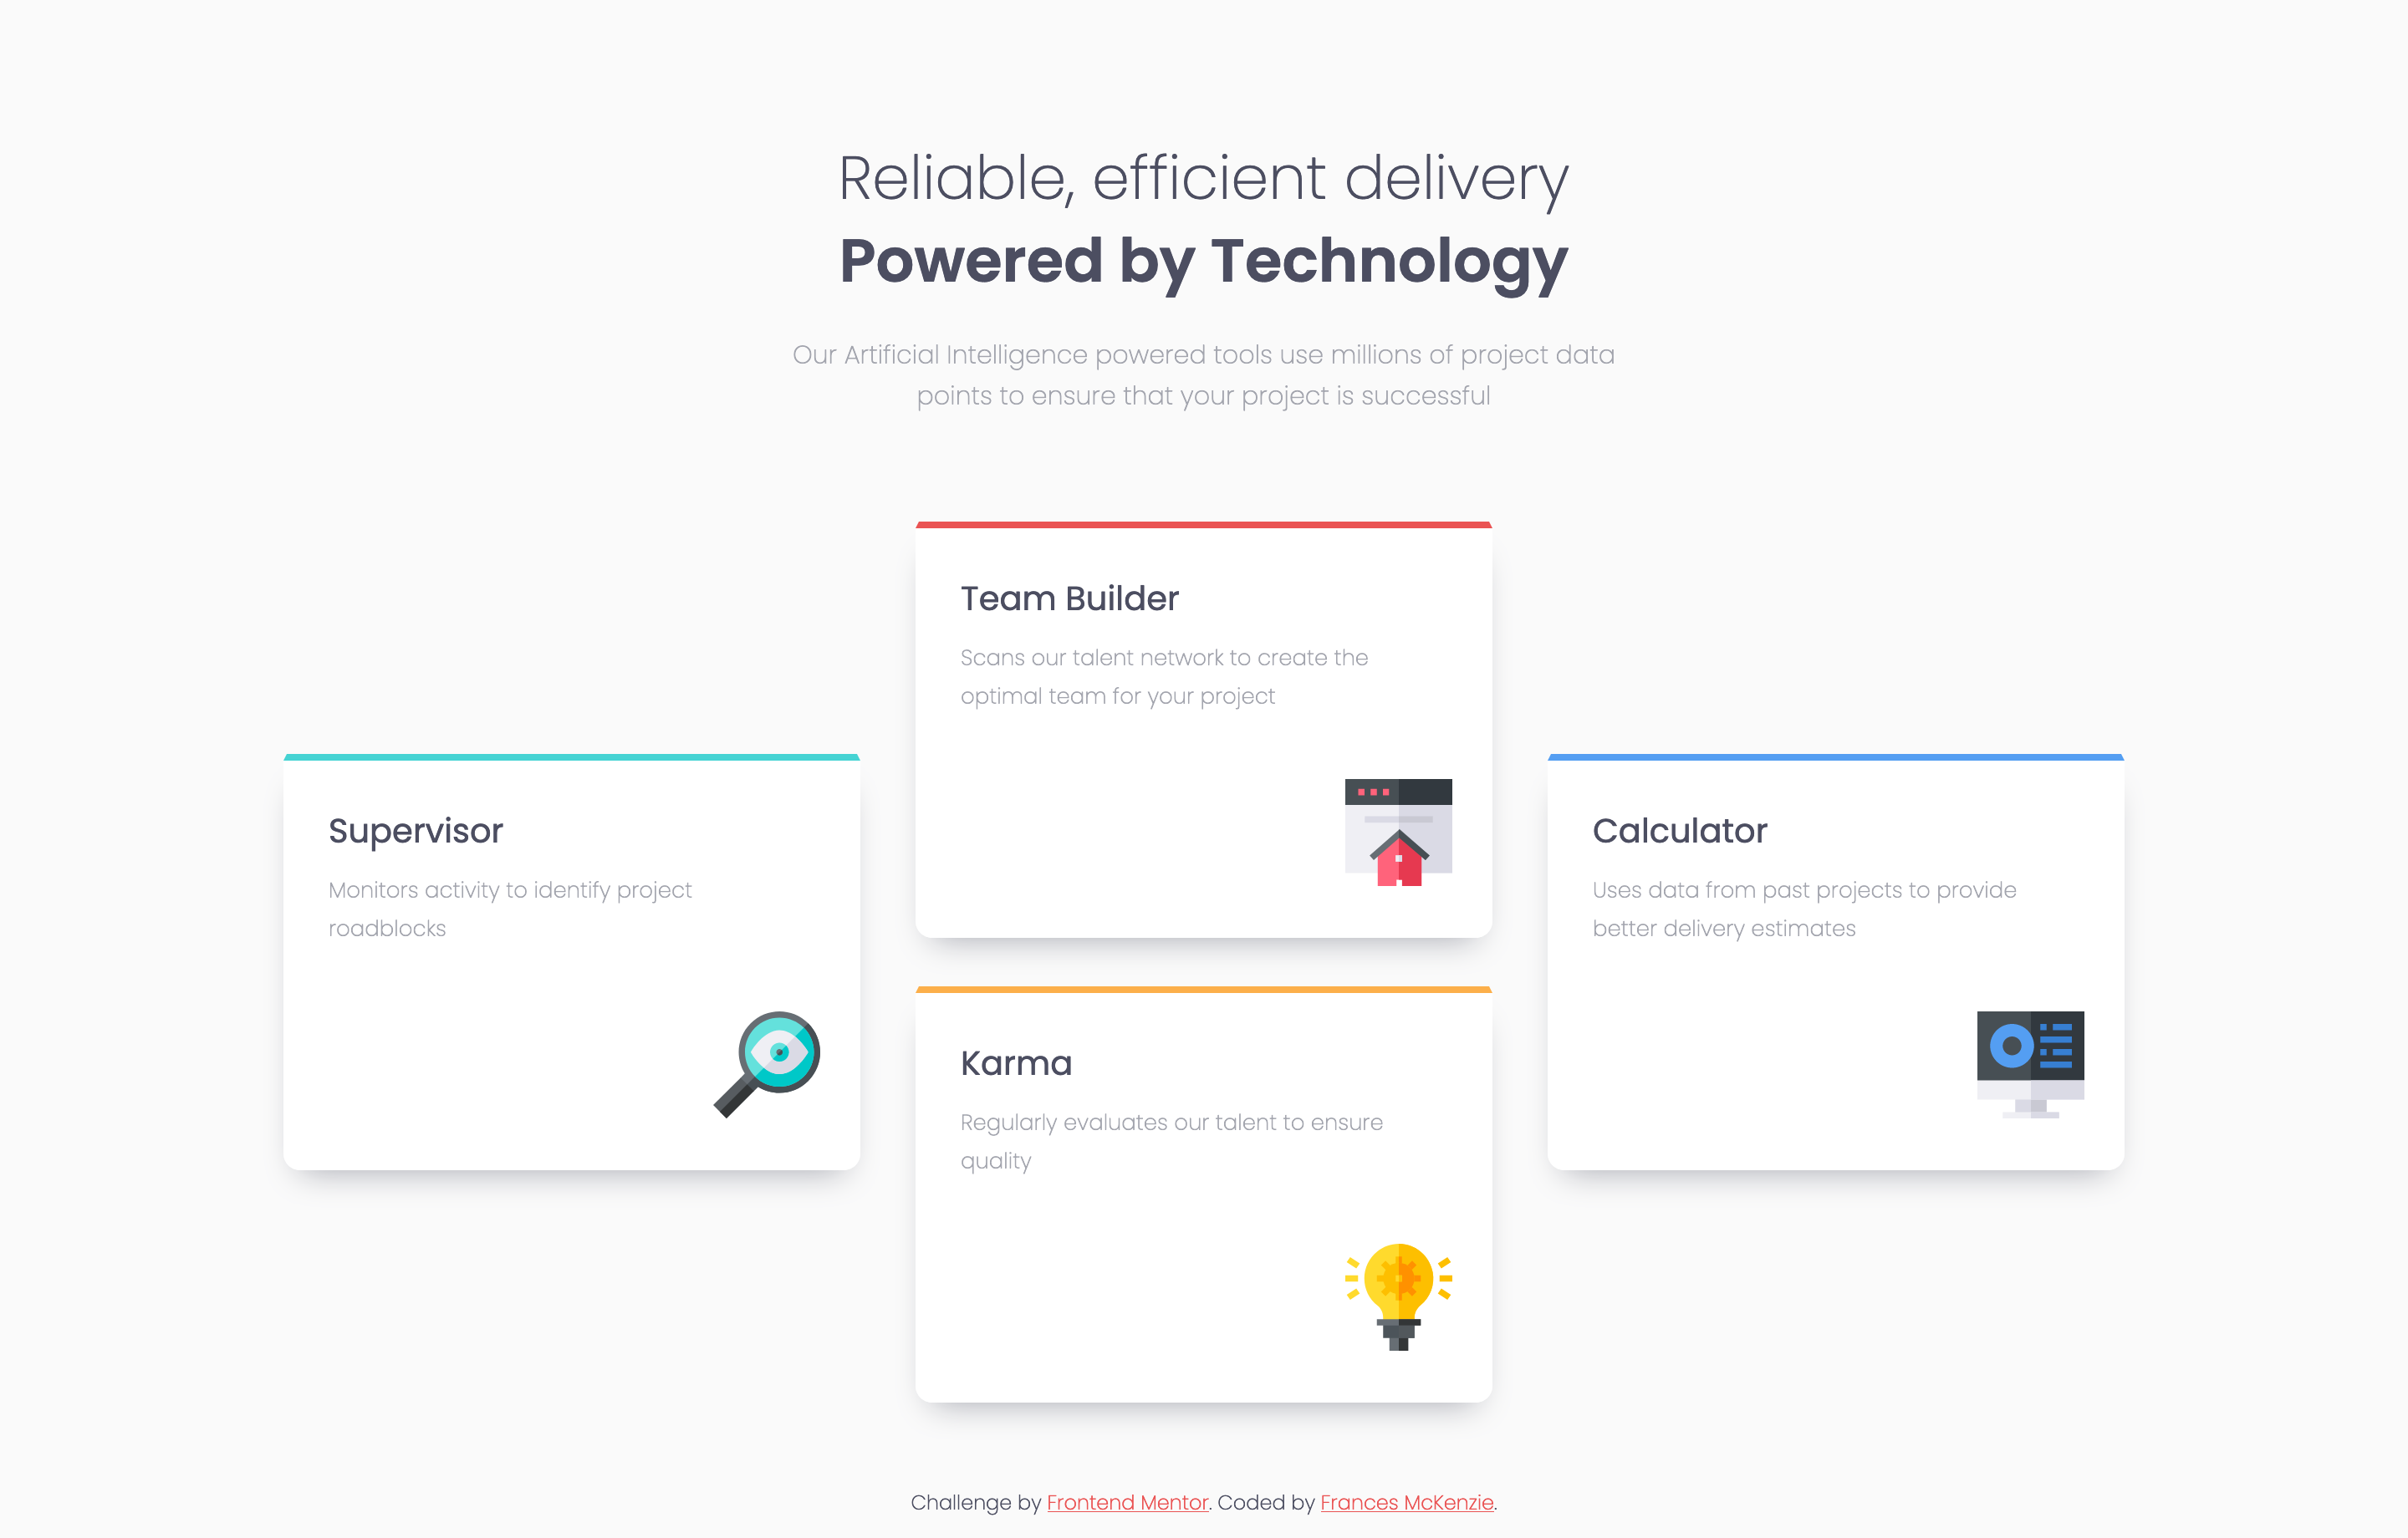 Reliable, efficient delivery
Powered by Technology
Our Artificial Intelligence powered tools use millions of project data
points to ensure that your project is successful
Team Builder
Scans our talent network to create the
optimal team for your project
Supervisor
Monitors activity to identify project
roadblocks
Calculator
Uses data from past projects to provide
better delivery estimates
Karma
Regularly evaluates our talent to ensure
quality
Challenge by Frontend Mentor. Coded by Frances McKenzie.